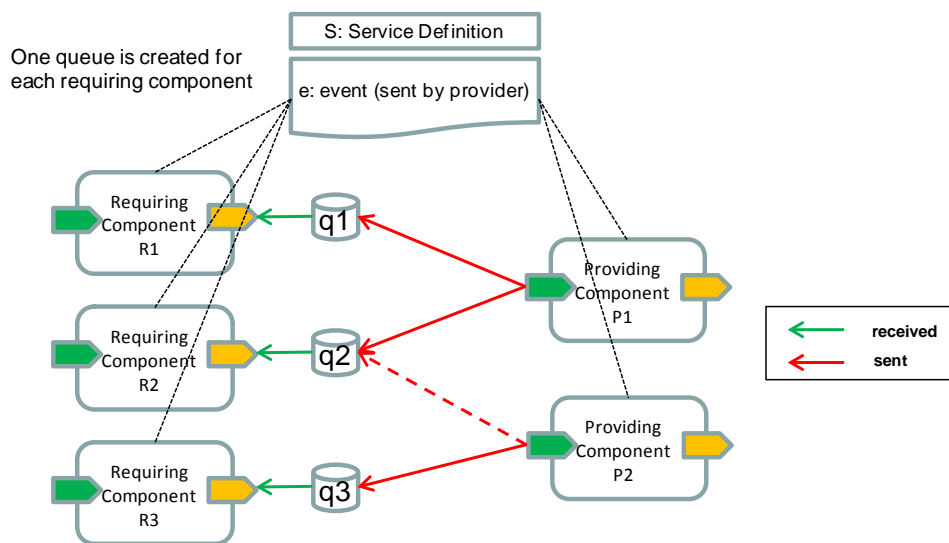 S: Service Definition
One queue is created for
each requiring component
e: event (sent by provider)
Requiring
Component
R1
q1
Providing
Component
P1
Requiring
Component
R2
q2
received
sent
Providing
Component
P2
Requiring
Component
R3
q3